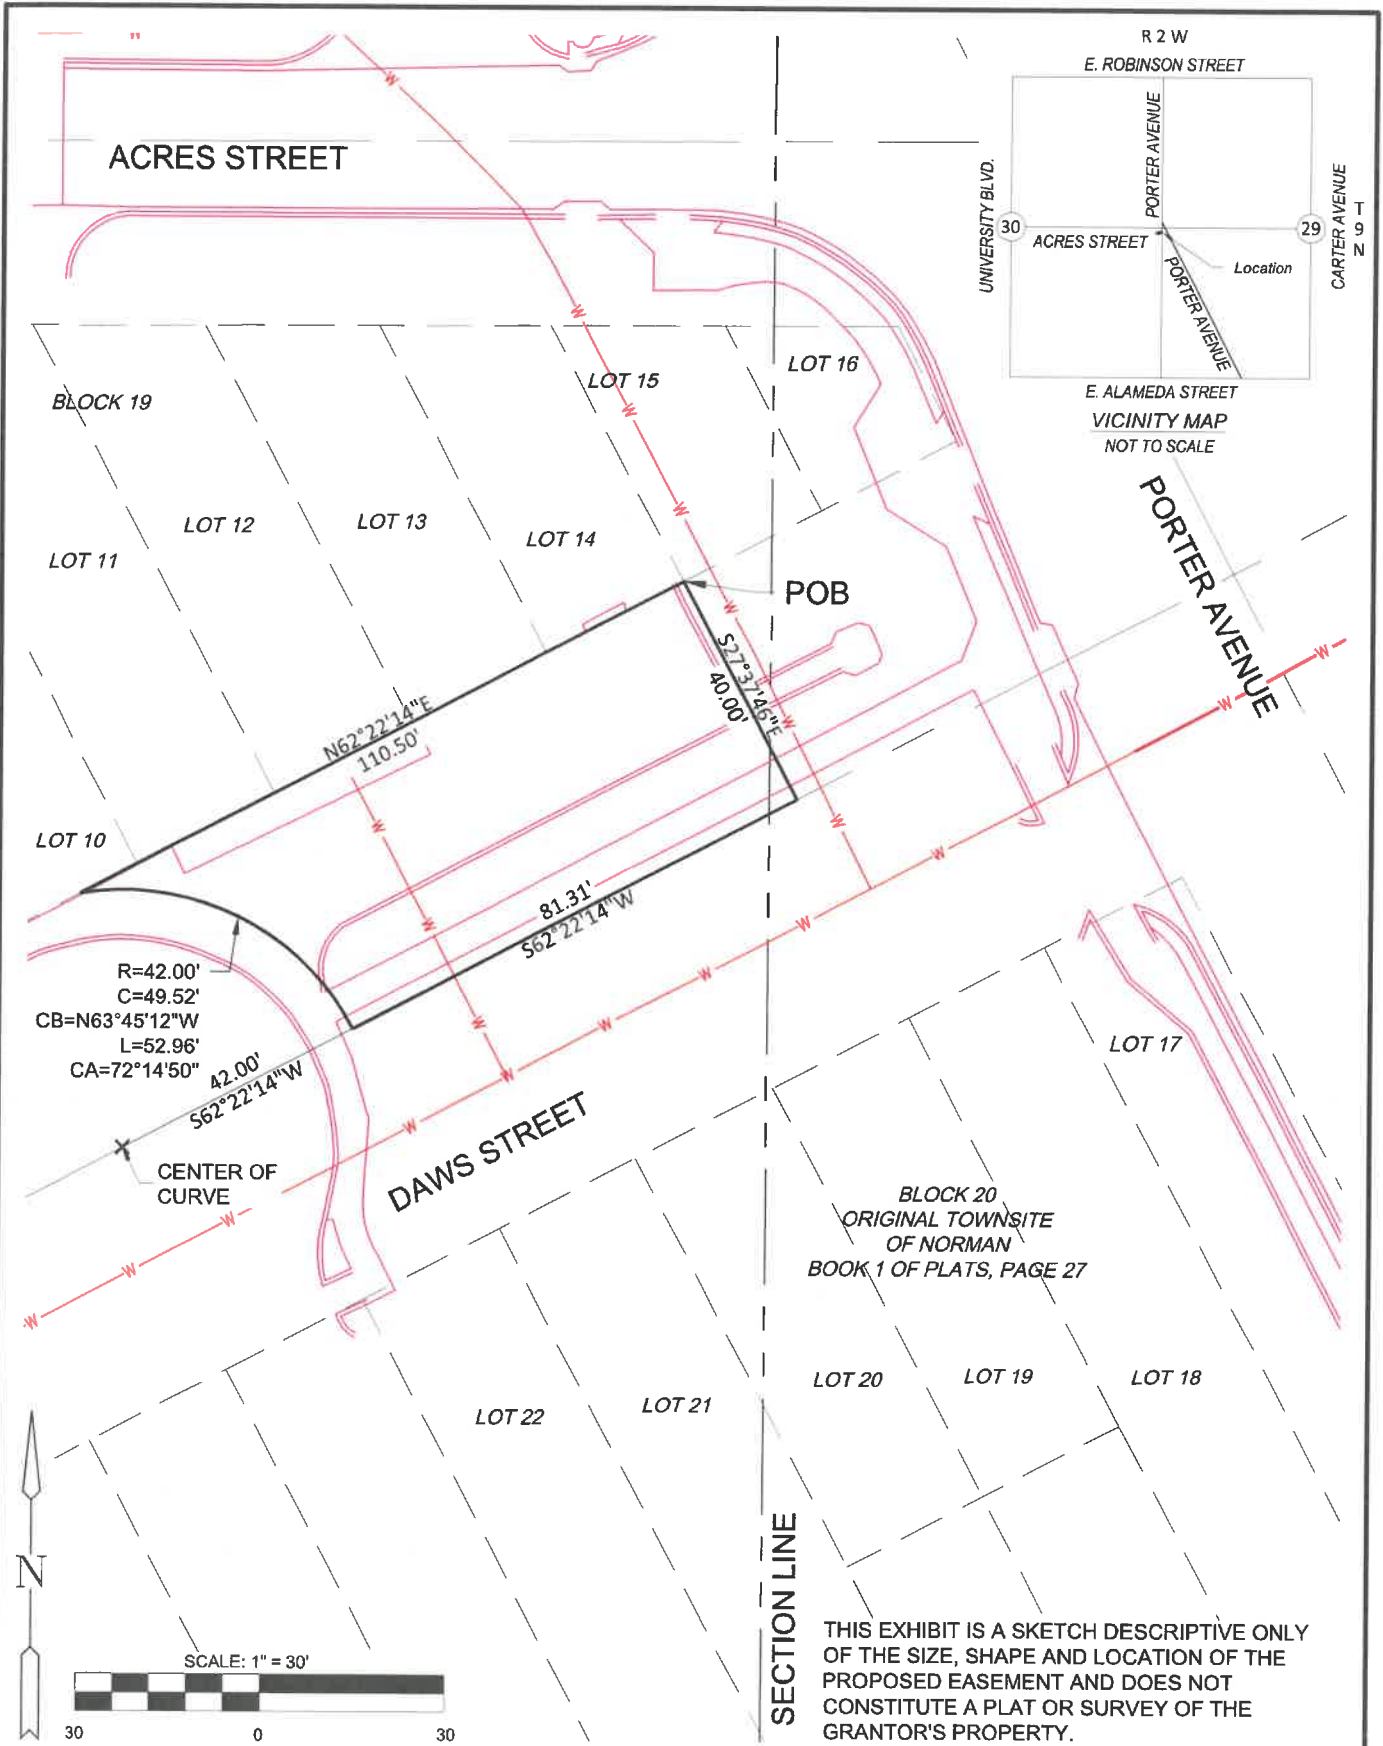 R 2 W
E. ROBINSON STREET
PORTER AVENUE
UNIVERSITY BLVD.
30
ACRES STREET
29
CARTER AVENUE
T
9
N
Location
PORTER AVENUE
E. ALAMEDA STREET
VICINITY MAP
NOT TO SCALE
ACRES STREET
W
W
LOT 16
LOT 15
BLOCK 19
W
W
LOT 12
LOT 13
LOT 14
LOT 11
PORTER AVENUE
POB
W
S27°37'46"E
40.00'
W
W
W
N62°22'14"E
110.50'
LOT 10
W
W
W
81.31'
S62°22'14"W
W
W
W
R=42.00'
C=49.52'
CB=N63°45'12"W
L=52.96'
CA=72°14'50"
W
W
LOT 17
42.00'
S62°22'14"W
W
W
CENTER OF
CURVE
DAWS STREET
W
W
W
BLOCK 20
ORIGINAL TOWNSITE
OF NORMAN
BOOK 1 OF PLATS, PAGE 27
LOT 20
LOT 19
LOT 18
LOT 22
LOT 21
N
SECTION LINE
SCALE: 1" = 30'
30 0 30
THIS EXHIBIT IS A SKETCH DESCRIPTIVE ONLY
OF THE SIZE, SHAPE AND LOCATION OF THE
PROPOSED EASEMENT AND DOES NOT
CONSTITUTE A PLAT OR SURVEY OF THE
GRANTOR'S PROPERTY.